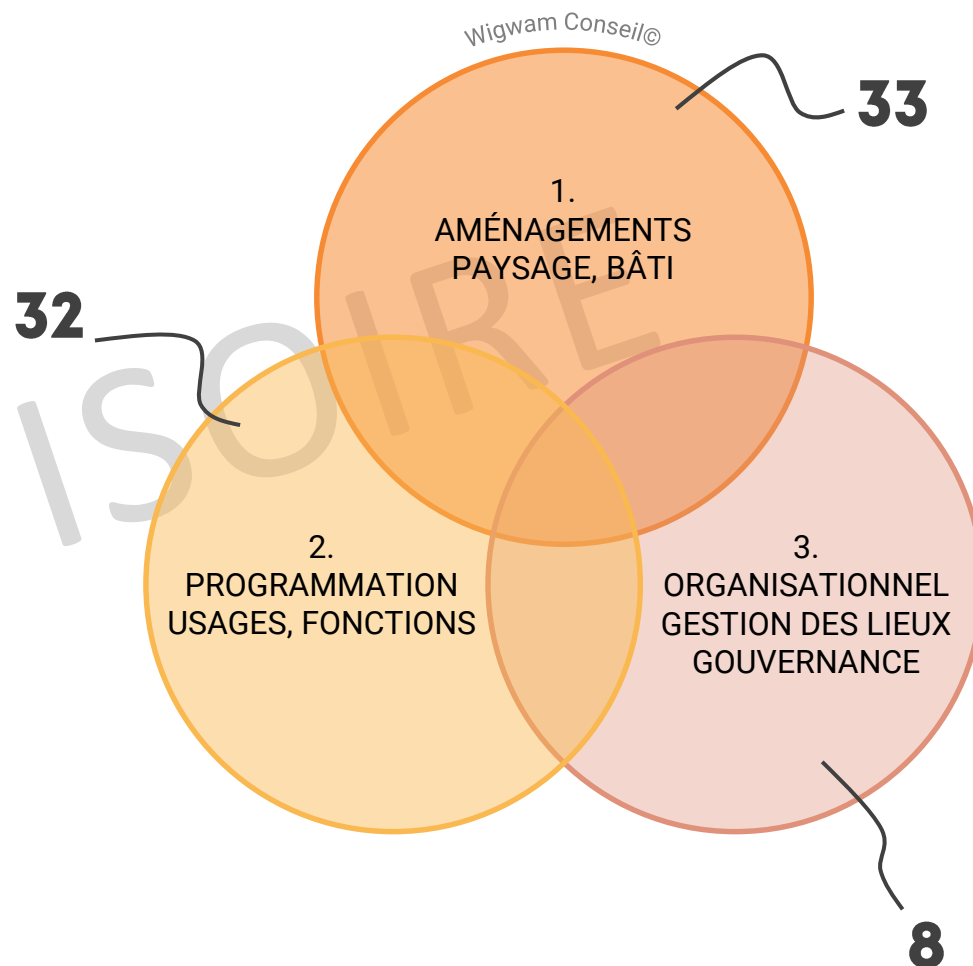 Wigwam Conseil©
33
1.
AMÉNAGEMENTS
PAYSAGE, BÂTI
32
ISOIRE
2.
PROGRAMMATION
USAGES, FONCTIONS
3.
ORGANISATIONNEL
GESTION DES LIEUX
GOUVERNANCE
8